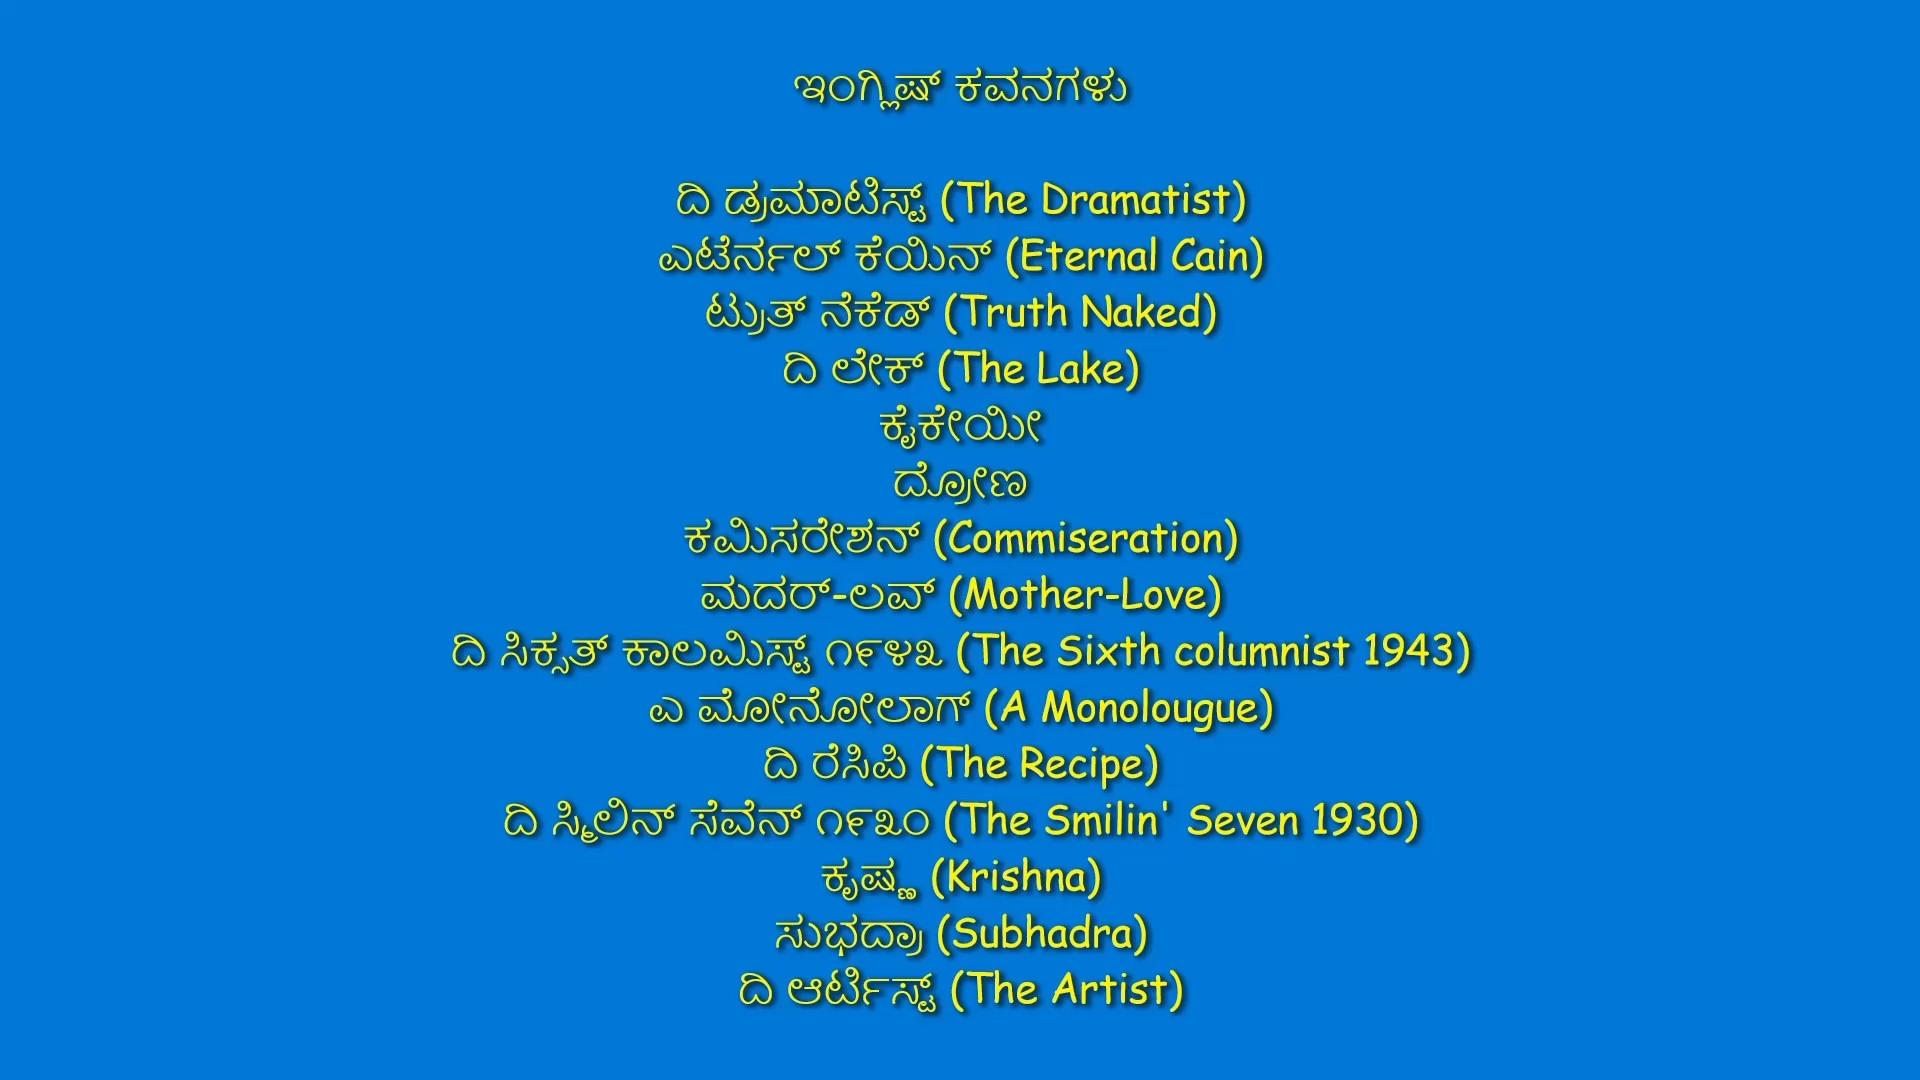 ಇಂಗ್ಲಿಷ್ ಕವನಗಳು
ದಿ ಡ್ರಮಾಟಿಸ್ಟ್ (The Dramatist)
ಎಟೆರ್ನಲ್ ಕೆಯಿನ್ (Eternal Cain)
ಟ್ರುತ್ ನೆಕೆಡ್ (Truth Naked)
ದಿ ಲೇಕ್ (The Lake)
ಕೈಕೇಯೀ
ದ್ರೋಣ
ಕಮಿಸರೇಶನ್ (Commiseration)
ಮದರ್-ಲವ್ (Mother-Love)
ದಿ ಸಿಕ್ಸತ್ ಕಾಲಮಿಸ್ಟ್ ೧೯೪೩ (The Sixth columnist 1943)
ಎ ಮೋನೋಲಾಗ್ (A Monolougue)
ದಿ ರೆಸಿಪಿ (The Recipe)
ದಿ ಸ್ಮಿಲಿನ್ ಸೆವೆನ್ ೧೯೩೦ (The Smilin' Seven 1930)
ಕೃಷ್ಣ (Krishna)
ಸುಭದ್ರಾ (Subhadra)
ದಿ ಆರ್ಟಿಸ್ಟ್ (The Artist)